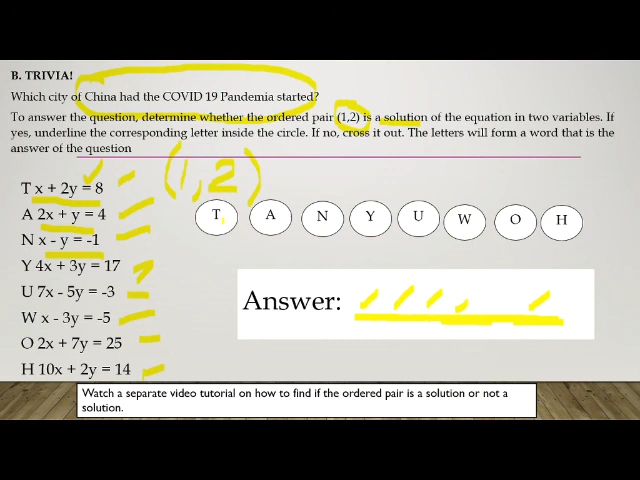 B. TRIVIA!
Which city of China had the COVID 19 Pandemia started?
To answer the question, determine whether the ordered pair (1,2) is a solution of the equation in two variables. If
yes, underline the corresponding letter inside the circle. If no, cross it out. The letters will form a word that is the
answer of the question
(1,2)
T x + 2y = 8
A 2x + y = 4
N x - y = -1
Y 4x + 3y = 17
U 7x - 5y = -3
W x - 3y = -5
O 2x + 7y = 25
H 10x + 2y = 14
T A N Y U W O H
Answer:
Watch a separate video tutorial on how to find if the ordered pair is a solution or not a
solution.